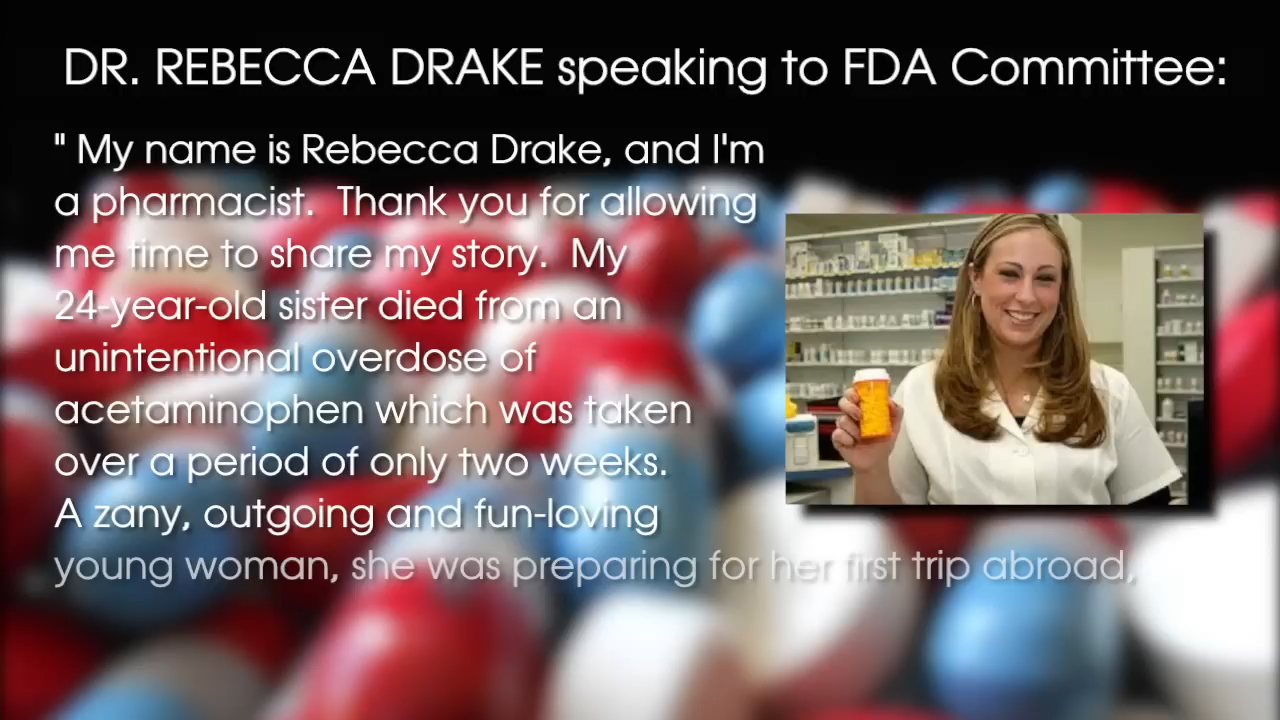 DR. REBECCA DRAKE speaking to FDA Committee:
" My name is Rebecca Drake, and I'm
a pharmacist. Thank you for allowing
me time to share my story. My
24-year-old sister died from an
unintentional overdose of
acetaminophen which was taken
over a period of only two weeks.
A zany, outgoing and fun-loving
young woman, she was preparing for her first trip abroad,